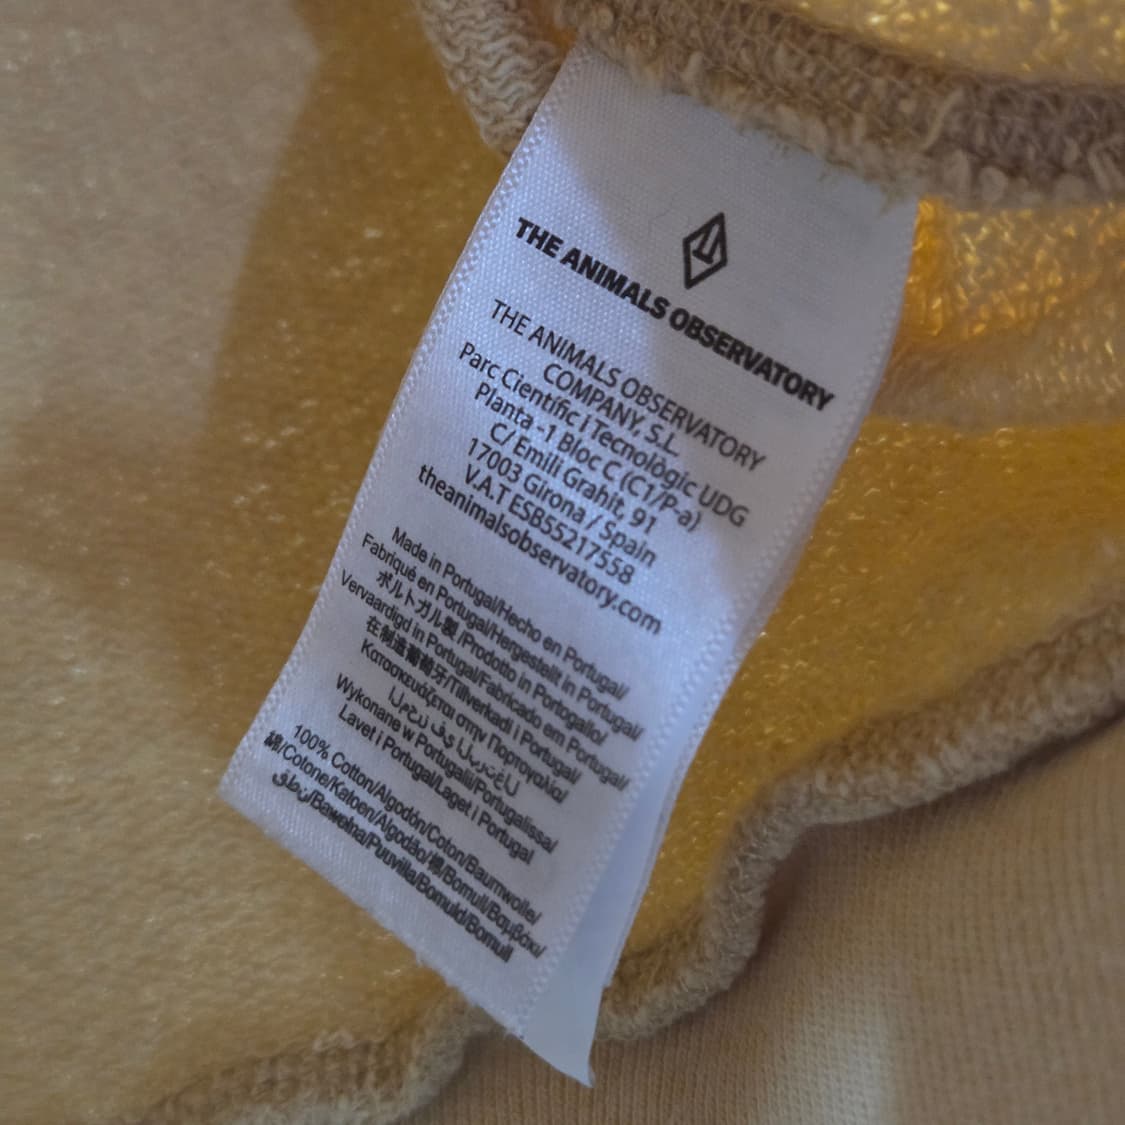 THE ANIMALS OBSERVATORY
THE ANIMALS OBSERVATORY
COMPANY, S.L.
Parc Científic i Tecnològic UDG
Planta -1 Bloc C (C1/P-a)
C/ Emili Grahit, 91
17003 Girona / Spain
V.A.T ESB55217558
theanimalsobservatory.com
Made in Portugal/Hecho en Portugal/
Fabriqué en Portugal/Hergestellt in Portugal/
ポルトガル製 /Prodotto in Portogallo/
Vervaardigd in Portugal/Fabricado em Portugal/
在制造葡萄牙/Tillverkad i Portugal/
Κατασκευάζεται στην Πορτογαλία/
Wykonane w Portugalii/Portugalissa/
Lavet i Portugal/Laget i Portugal
100% Cotton/Algodón/Coton/Baumwolle/
綿/Cotone/Katoen/Algodão/棉/Bomull/Βαμβάκι/
قطن/Bawełna/Puuvilla/Bomuld/Bomull